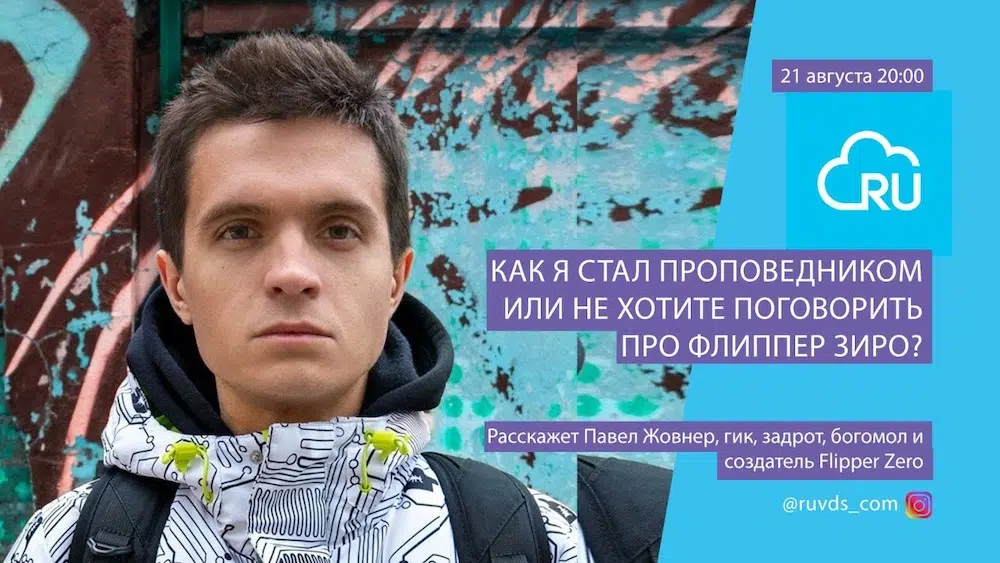 21 августа 20:00
RU
КАК Я СТАЛ ПРОПОВЕДНИКОМ
ИЛИ НЕ ХОТИТЕ ПОГОВОРИТЬ
ПРО ФЛИППЕР ЗИРО?
Расскажет Павел Жовнер, гик, задрот, богомол и
создатель Flipper Zero
@ruvds_com